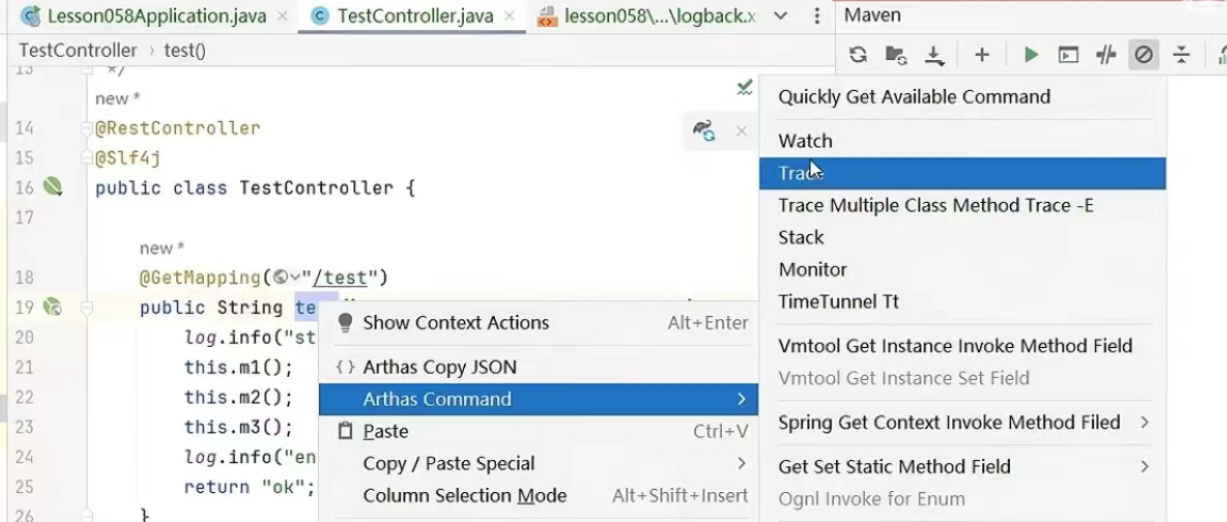 Lesson058Application.java × TestController.java × lesson058\...\logback.x
Maven
TestController › test()
13 */
new *
14 @RestController
15 @Slf4j
16 public class TestController {
17
new *
18 @GetMapping("/test")
19 public String te
20 log.info("st
21 this.m1();
22 this.m2();
23 this.m3();
24 log.info("en
25 return "ok";
26 }
Show Context Actions Alt+Enter
{} Arthas Copy JSON
Arthas Command >
Paste Ctrl+V
Copy / Paste Special >
Column Selection Mode Alt+Shift+Insert
Quickly Get Available Command
Watch
Trace
Trace Multiple Class Method Trace -E
Stack
Monitor
TimeTunnel Tt
Vmtool Get Instance Invoke Method Field
Vmtool Get Instance Set Field
Spring Get Context Invoke Method Filed >
Get Set Static Method Field >
Ognl Invoke for Enum